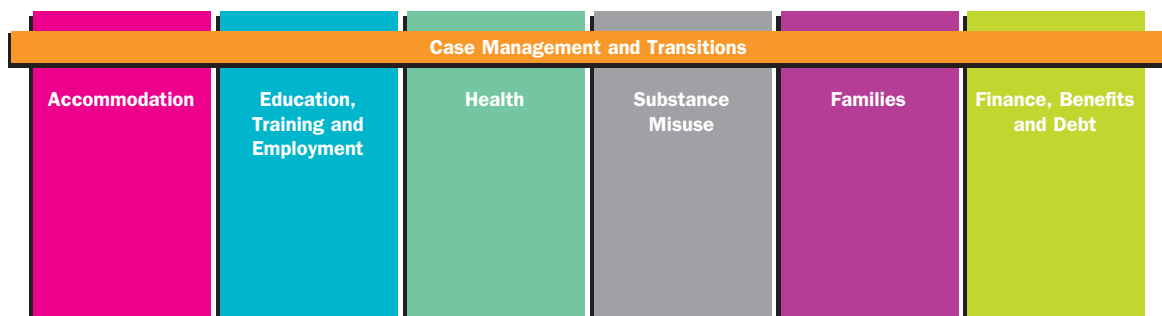 Case Management and Transitions
Accommodation
Education,
Training and
Employment
Health
Substance
Misuse
Families
Finance, Benefits
and Debt